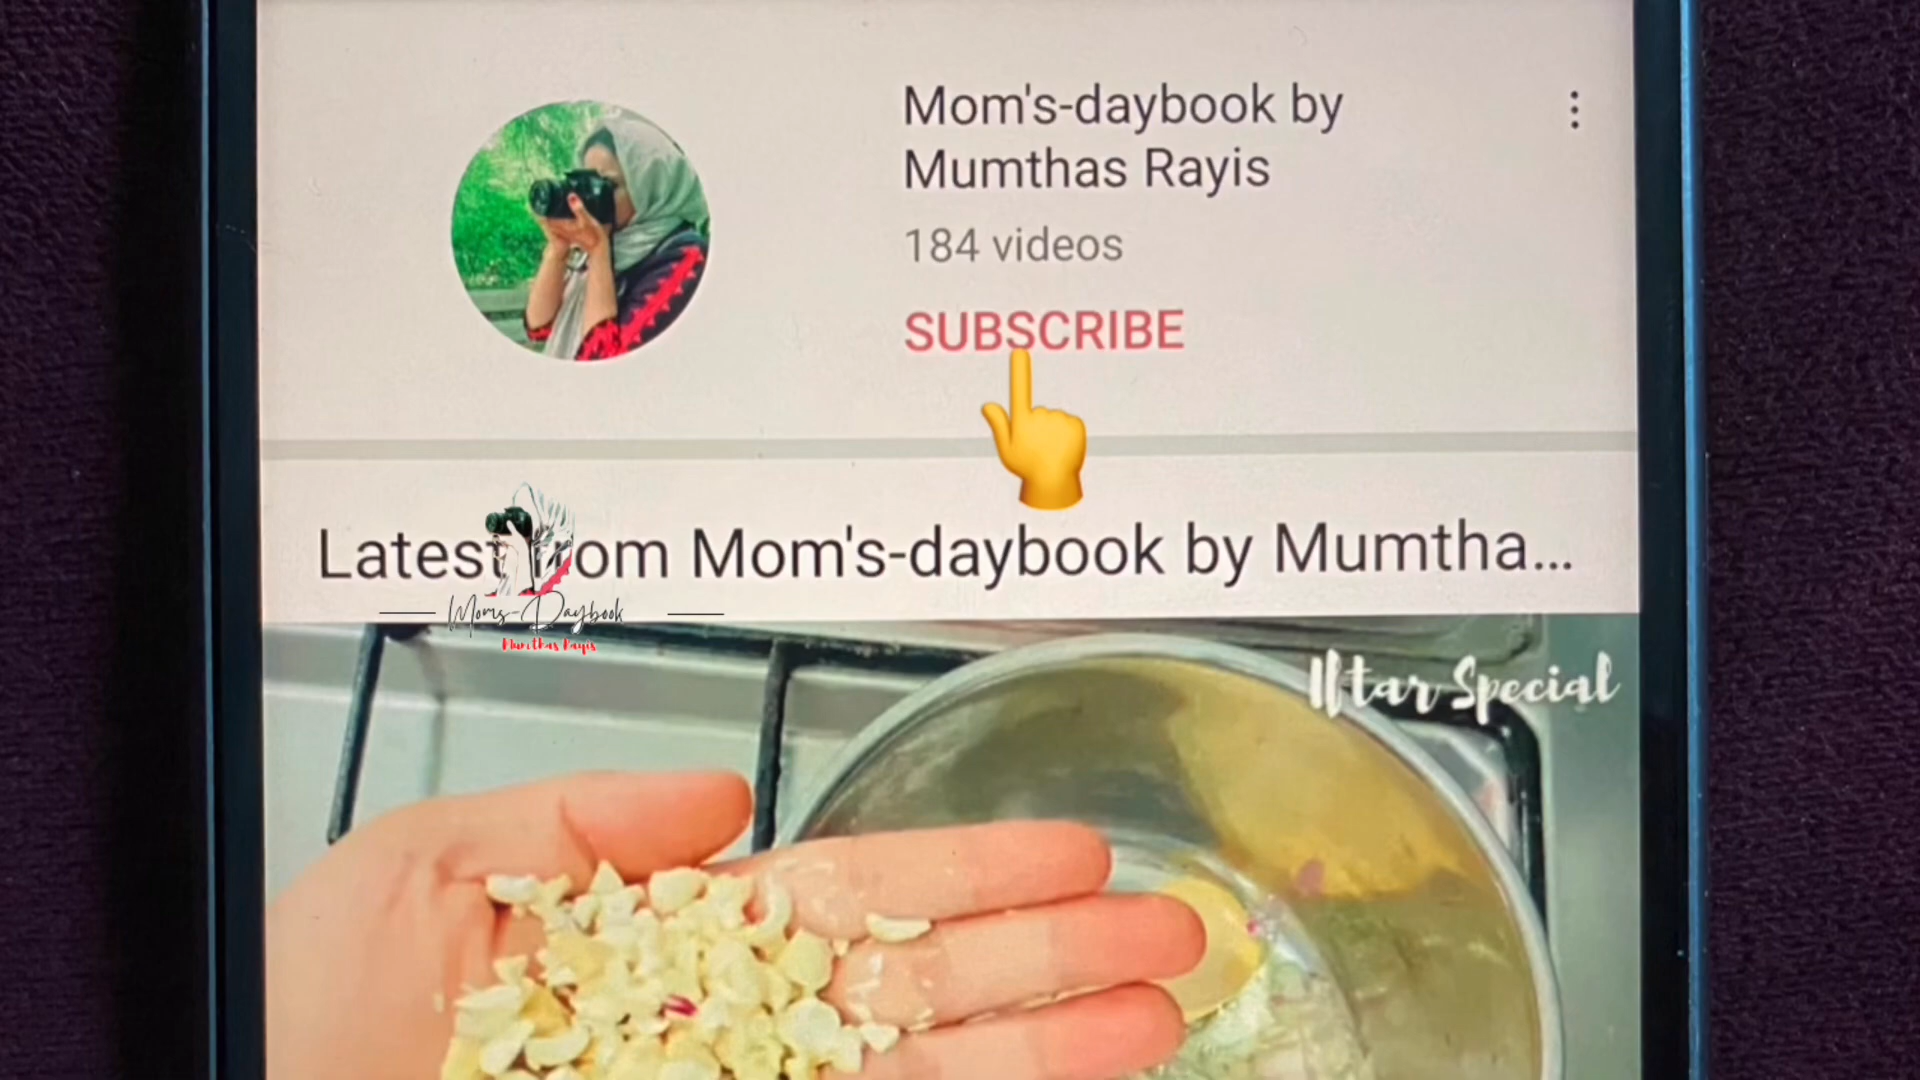 Mom's-daybook by
Mumthas Rayis
184 videos
SUBSCRIBE
Latest from Mom's-daybook by Mumtha...
Moms-Daybook
Mumthas Rayis
Iftar Special